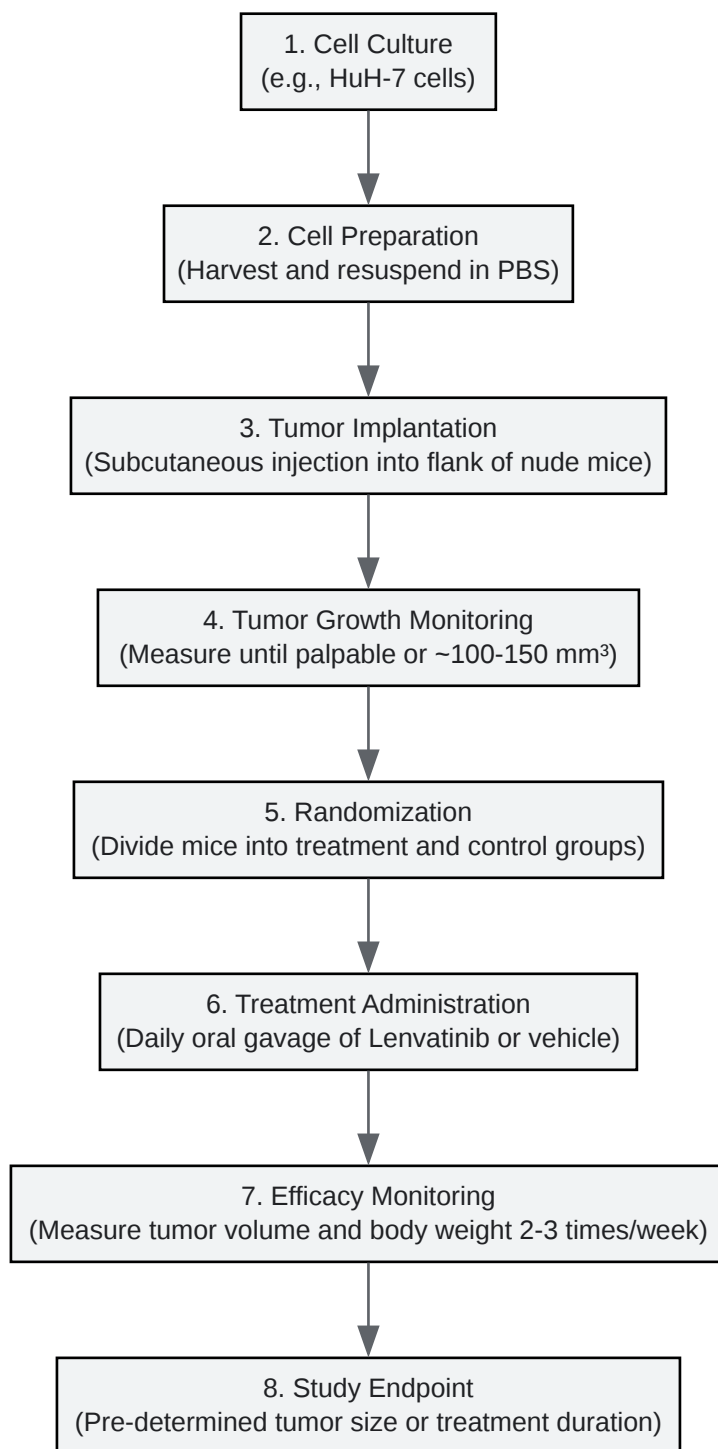 1. Cell Culture
(e.g., HuH-7 cells)
2. Cell Preparation
(Harvest and resuspend in PBS)
3. Tumor Implantation
(Subcutaneous injection into flank of nude mice)
4. Tumor Growth Monitoring
(Measure until palpable or ~100-150 mm³)
5. Randomization
(Divide mice into treatment and control groups)
6. Treatment Administration
(Daily oral gavage of Lenvatinib or vehicle)
7. Efficacy Monitoring
(Measure tumor volume and body weight 2-3 times/week)
8. Study Endpoint
(Pre-determined tumor size or treatment duration)